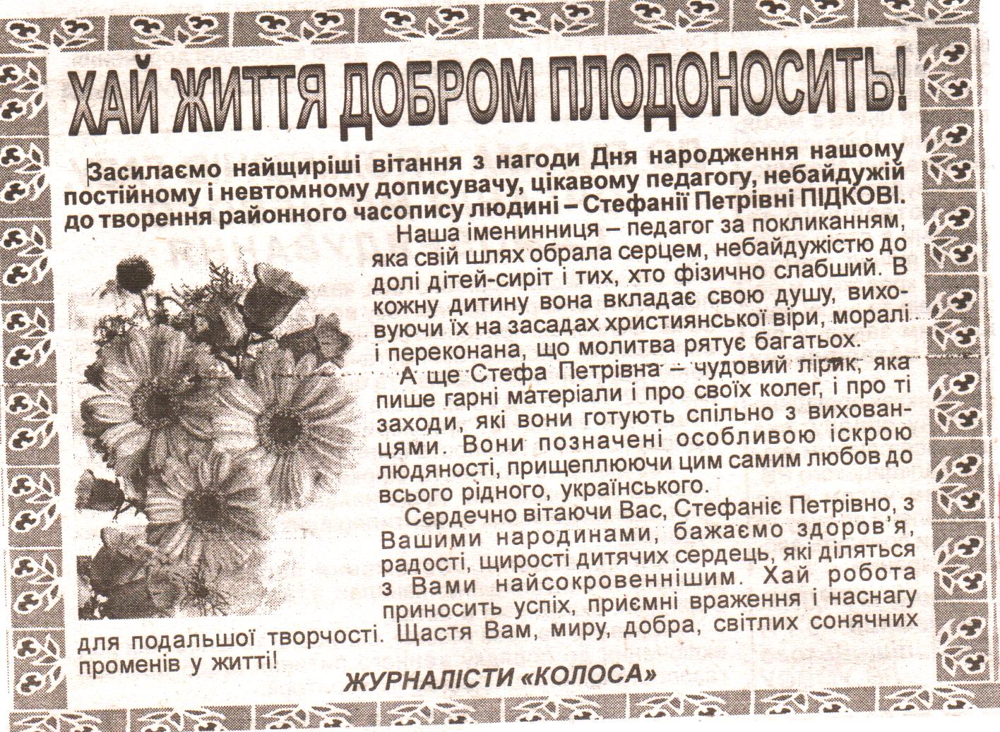 ХАЙ ЖИТТЯ ДОБРОМ ПЛОДОНОСИТЬ!
Засилаємо найщиріші вітання з нагоди Дня народження нашому
постійному і невтомному дописувачу, цікавому педагогу, небайдужій
до творення районного часопису людині – Стефанії Петрівні ПІДКОВІ.
Наша іменинниця – педагог за покликанням,
яка свій шлях обрала серцем, небайдужістю до
долі дітей-сиріт і тих, хто фізично слабший. В
кожну дитину вона вкладає свою душу, вихо-
вуючи їх на засадах християнської віри, моралі
і переконана, що молитва рятує багатьох.
А ще Стефа Петрівна – чудовий лірик, яка
пише гарні матеріали і про своїх колег, і про ті
заходи, які вони готують спільно з вихован-
цями. Вони позначені особливою іскрою
людяності, прищеплюючи цим самим любов до
всього рідного, українського.
Сердечно вітаючи Вас, Стефаніє Петрівно, з
Вашими народинами, бажаємо здоров'я,
радості, щирості дитячих сердець, які діляться
з Вами найсокровеннішим. Хай робота
приносить успіх, приємні враження і наснагу
для подальшої творчості. Щастя Вам, миру, добра, світлих сонячних
променів у житті!
ЖУРНАЛІСТИ «КОЛОСА»